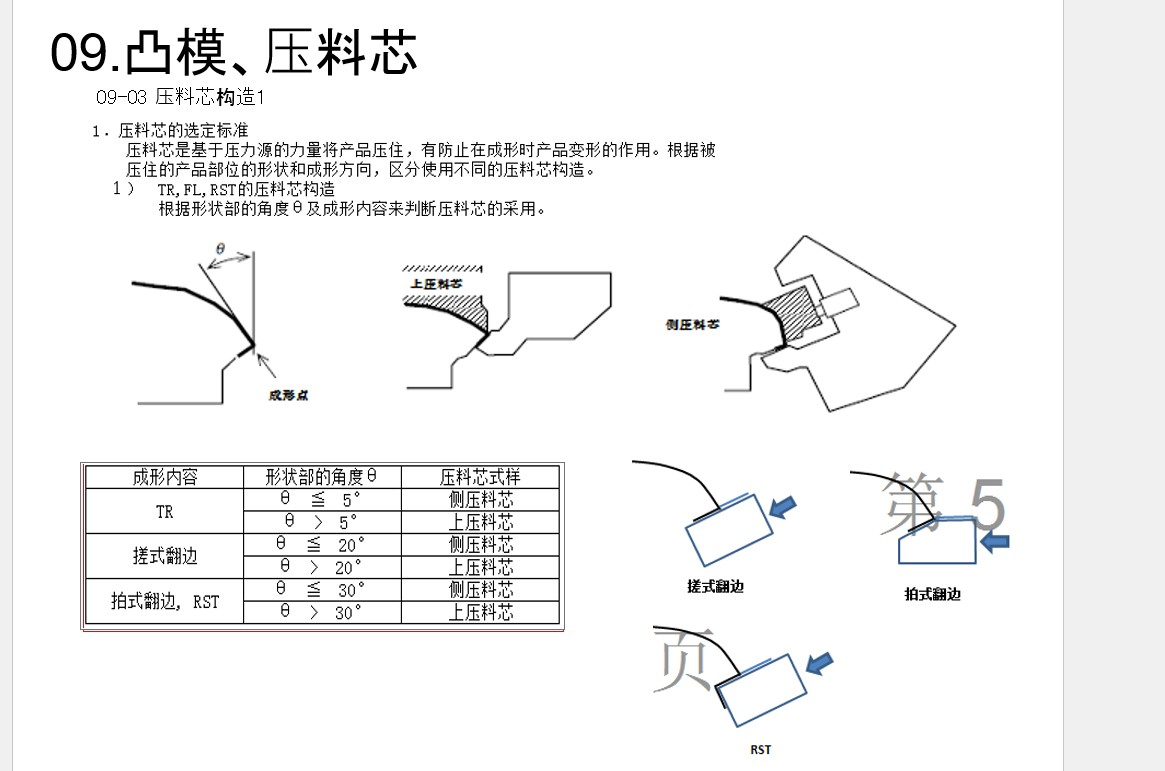 09.凸模、压料芯
09-03 压料芯构造1
1．压料芯的选定标准
压料芯是基于压力源的力量将产品压住，有防止在成形时产品变形的作用。根据被
压住的产品部位的形状和成形方向，区分使用不同的压料芯构造。
1） TR,FL,RST的压料芯构造
根据形状部的角度θ及成形内容来判断压料芯的采用。
θ
成形点
上压料芯
侧压料芯
成形内容 形状部的角度θ 压料芯式样
TR θ ≦ 5° 侧压料芯
θ ＞ 5° 上压料芯
搓式翻边 θ ≦ 20° 侧压料芯
θ ＞ 20° 上压料芯
拍式翻边, RST θ ≦ 30° 侧压料芯
θ ＞ 30° 上压料芯
搓式翻边
第 5
拍式翻边
页
RST